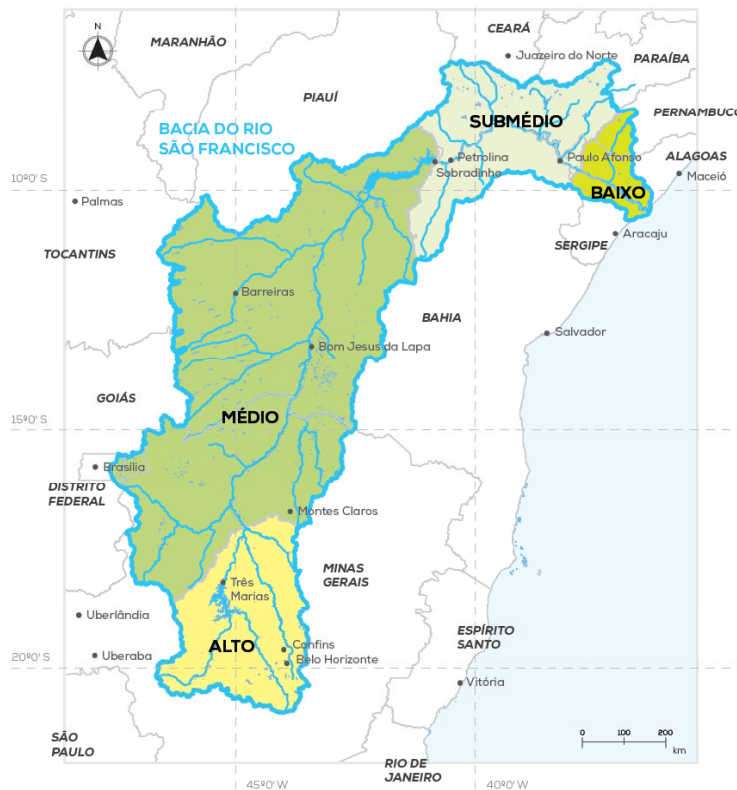 CEARÁ
MARANHÃO
Juazeiro do Norte
PARAÍBA
PIAUÍ
PERNAMBUCO
SUBMÉDIO
BACIA DO RIO
SÃO FRANCISCO
Petrolina
Paulo Afonso
ALAGOAS
Sobradinho
Maceió
10º0' S
BAIXO
Palmas
Aracaju
SERGIPE
TOCANTINS
Barreiras
BAHIA
Salvador
Bom Jesus da Lapa
GOIÁS
MÉDIO
15º0' S
Brasília
DISTRITO
FEDERAL
Montes Claros
MINAS
GERAIS
Três
Marias
Uberlândia
ESPÍRITO
SANTO
ALTO
Confins
Uberaba
Belo Horizonte
20º0' S
Vitória
SÃO
PAULO
0 100 200
km
RIO DE
JANEIRO
45º0' W
40º0' W